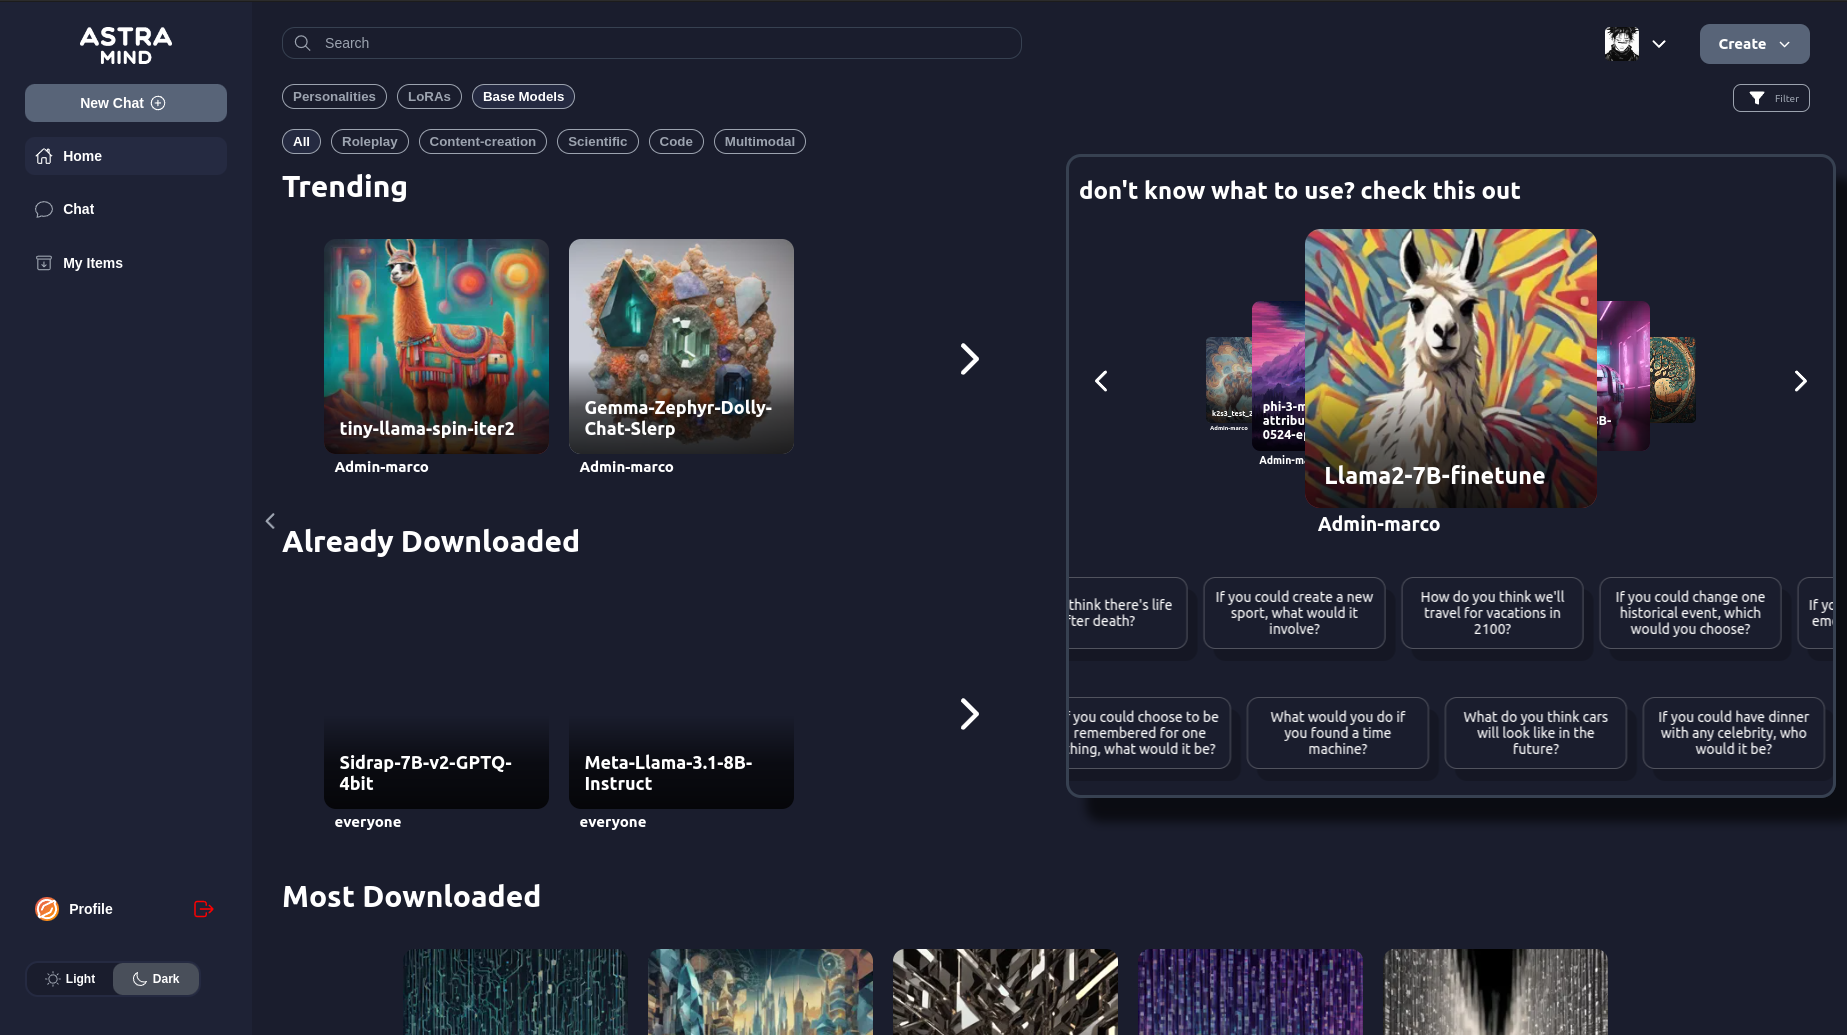 ASTRA
MIND
New Chat
Home
Chat
My Items
Profile
Light
Dark
Search
Create
Personalities
LoRAs
Base Models
Filter
All
Roleplay
Content-creation
Scientific
Code
Multimodal
Trending
tiny-llama-spin-iter2
Admin-marco
Gemma-Zephyr-Dolly-
Chat-Slerp
Admin-marco
Already Downloaded
Sidrap-7B-v2-GPTQ-
4bit
everyone
Meta-Llama-3.1-8B-
Instruct
everyone
Most Downloaded
don't know what to use? check this out
k2s3_test_2
Admin-marco
phi-3-m
attribu
0524-ep
Admin-ma
Llama2-7B-finetune
Admin-marco
8B-
think there's life
fter death?
If you could create a new
sport, what would it
involve?
How do you think we'll
travel for vacations in
2100?
If you could change one
historical event, which
would you choose?
If yo
emo
f you could choose to be
remembered for one
thing, what would it be?
What would you do if
you found a time
machine?
What do you think cars
will look like in the
future?
If you could have dinner
with any celebrity, who
would it be?